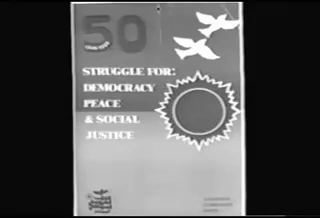 50
STRUGGLE FOR:
DEMOCRACY
PEACE
& SOCIAL
JUSTICE